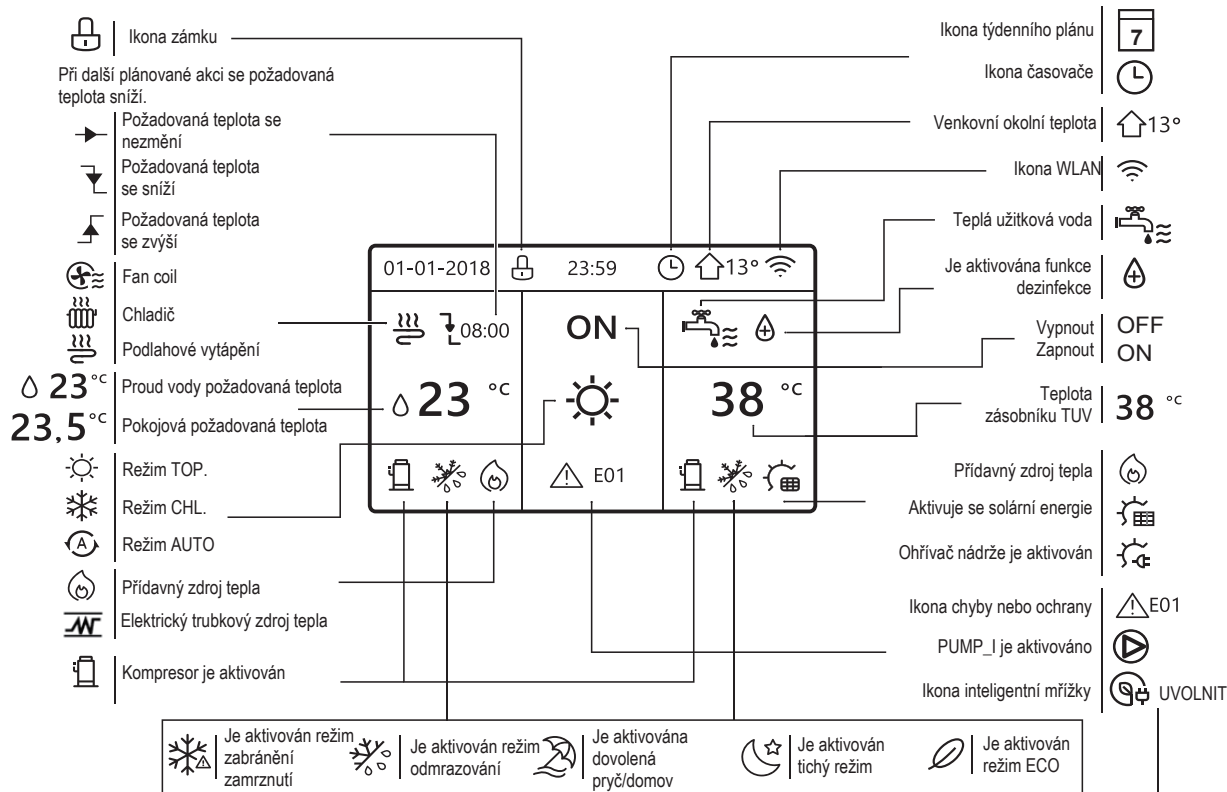 Ikona zámku
Při další plánované akci se požadovaná
teplota sníží.
Požadovaná teplota se
nezmění
Požadovaná teplota
se sníží
Požadovaná teplota
se zvýší
Fan coil
Chladič
Podlahové vytápění
23°C Proud vody požadovaná teplota
23,5°C Pokojová požadovaná teplota
Režim TOP.
Režim CHL.
A Režim AUTO
Přídavný zdroj tepla
Elektrický trubkový zdroj tepla
Kompresor je aktivován
01-01-2018 23:59 13°
08:00
23 °C
ON
E01
38 °C
Ikona týdenního plánu 7
Ikona časovače
Venkovní okolní teplota 13°
Ikona WLAN
Teplá užitková voda
Je aktivována funkce
dezinfekce
Vypnout OFF
Zapnout ON
Teplota
zásobníku TUV 38 °C
Přídavný zdroj tepla
Aktivuje se solární energie
Ohřívač nádrže je aktivován
Ikona chyby nebo ochrany E01
PUMP_I je aktivováno
Ikona inteligentní mřížky UVOLNIT
Je aktivován režim
zabránění
zamrznutí
Je aktivován režim
odmrazování
Je aktivována
dovolená
pryč/domov
Je aktivován
tichý režim
Je aktivován
režim ECO